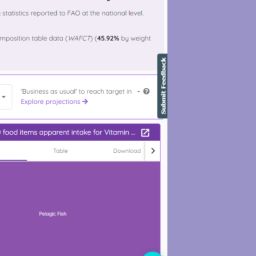 statistics reported to FAO at the national level.
mposition table data (WAFCT) (45.92% by weight
Submit Feedback
'Business as usual' to reach target in -
Explore projections →
food items apparent intake for Vitamin ...
Table
Download
Pelagic Fish